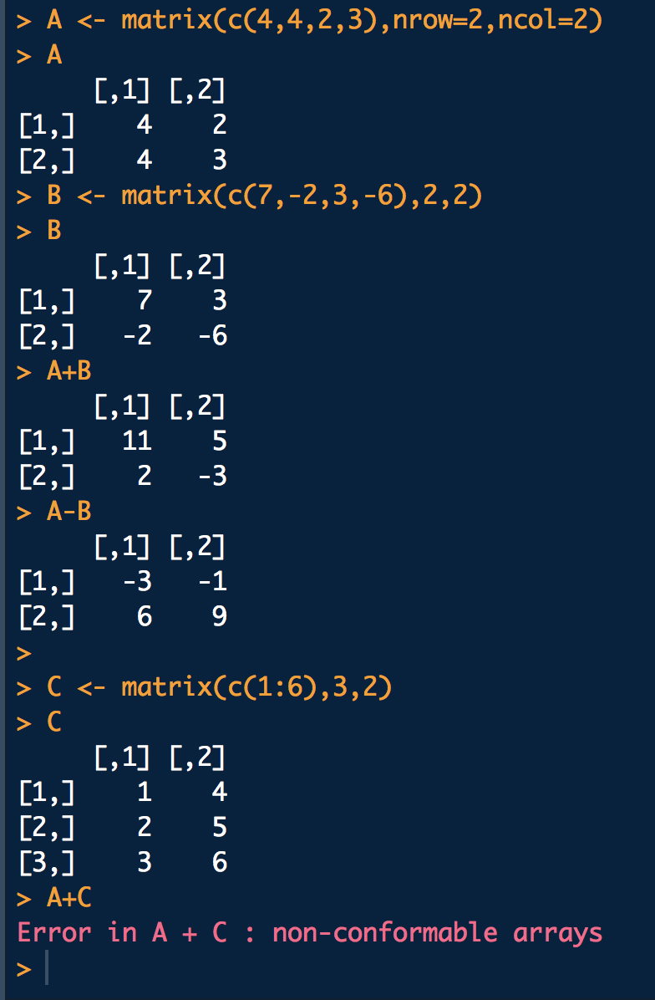 > A <- matrix(c(4,4,2,3),nrow=2,ncol=2)
> A
     [,1] [,2]
[1,]    4    2
[2,]    4    3
> B <- matrix(c(7,-2,3,-6),2,2)
> B
     [,1] [,2]
[1,]    7    3
[2,]   -2   -6
> A+B
     [,1] [,2]
[1,]   11    5
[2,]    2   -3
> A-B
     [,1] [,2]
[1,]   -3   -1
[2,]    6    9
>
> C <- matrix(c(1:6),3,2)
> C
     [,1] [,2]
[1,]    1    4
[2,]    2    5
[3,]    3    6
> A+C
Error in A + C : non-conformable arrays
>